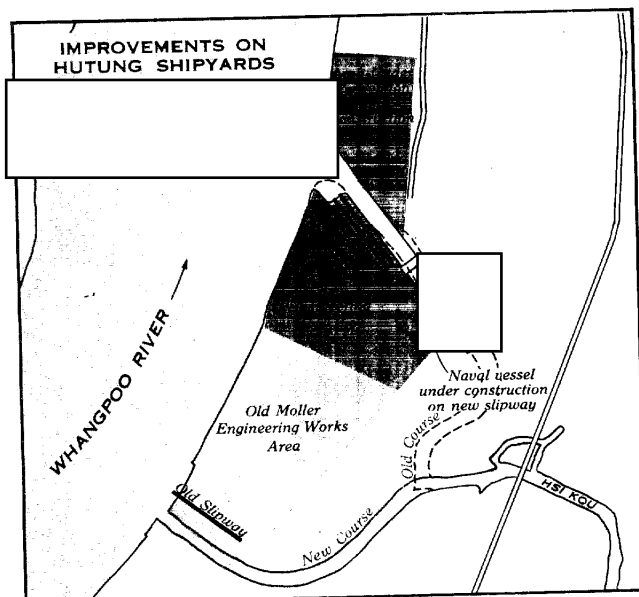 IMPROVEMENTS ON
HUTUNG SHIPYARDS
WHANGPOO RIVER
Naval vessel
under construction
on new slipway
Old Moller
Engineering Works
Area
Old Course
Old Slipway
New Course
HSI KOU